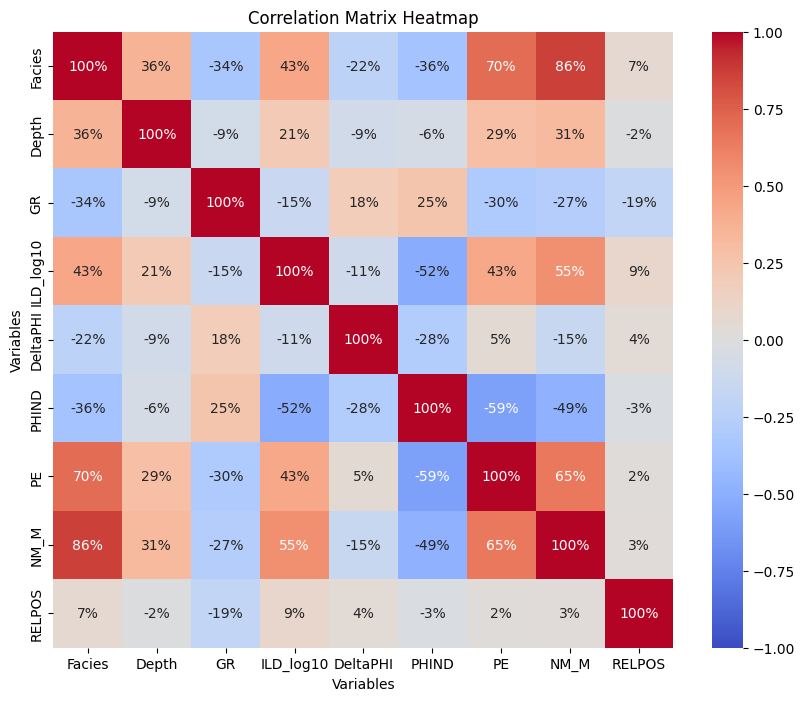 Correlation Matrix Heatmap
Facies 100% 36% -34% 43% -22% -36% 70% 86% 7%
Depth 36% 100% -9% 21% -9% -6% 29% 31% -2%
GR -34% -9% 100% -15% 18% 25% -30% -27% -19%
ILD_log10 43% 21% -15% 100% -11% -52% 43% 55% 9%
DeltaPHI -22% -9% 18% -11% 100% -28% 5% -15% 4%
PHIND -36% -6% 25% -52% -28% 100% -59% -49% -3%
PE 70% 29% -30% 43% 5% -59% 100% 65% 2%
NM_M 86% 31% -27% 55% -15% -49% 65% 100% 3%
RELPOS 7% -2% -19% 9% 4% -3% 2% 3% 100%
Variables
Facies Depth GR ILD_log10 DeltaPHI PHIND PE NM_M RELPOS
Variables
1.00
0.75
0.50
0.25
0.00
−0.25
−0.50
−0.75
−1.00